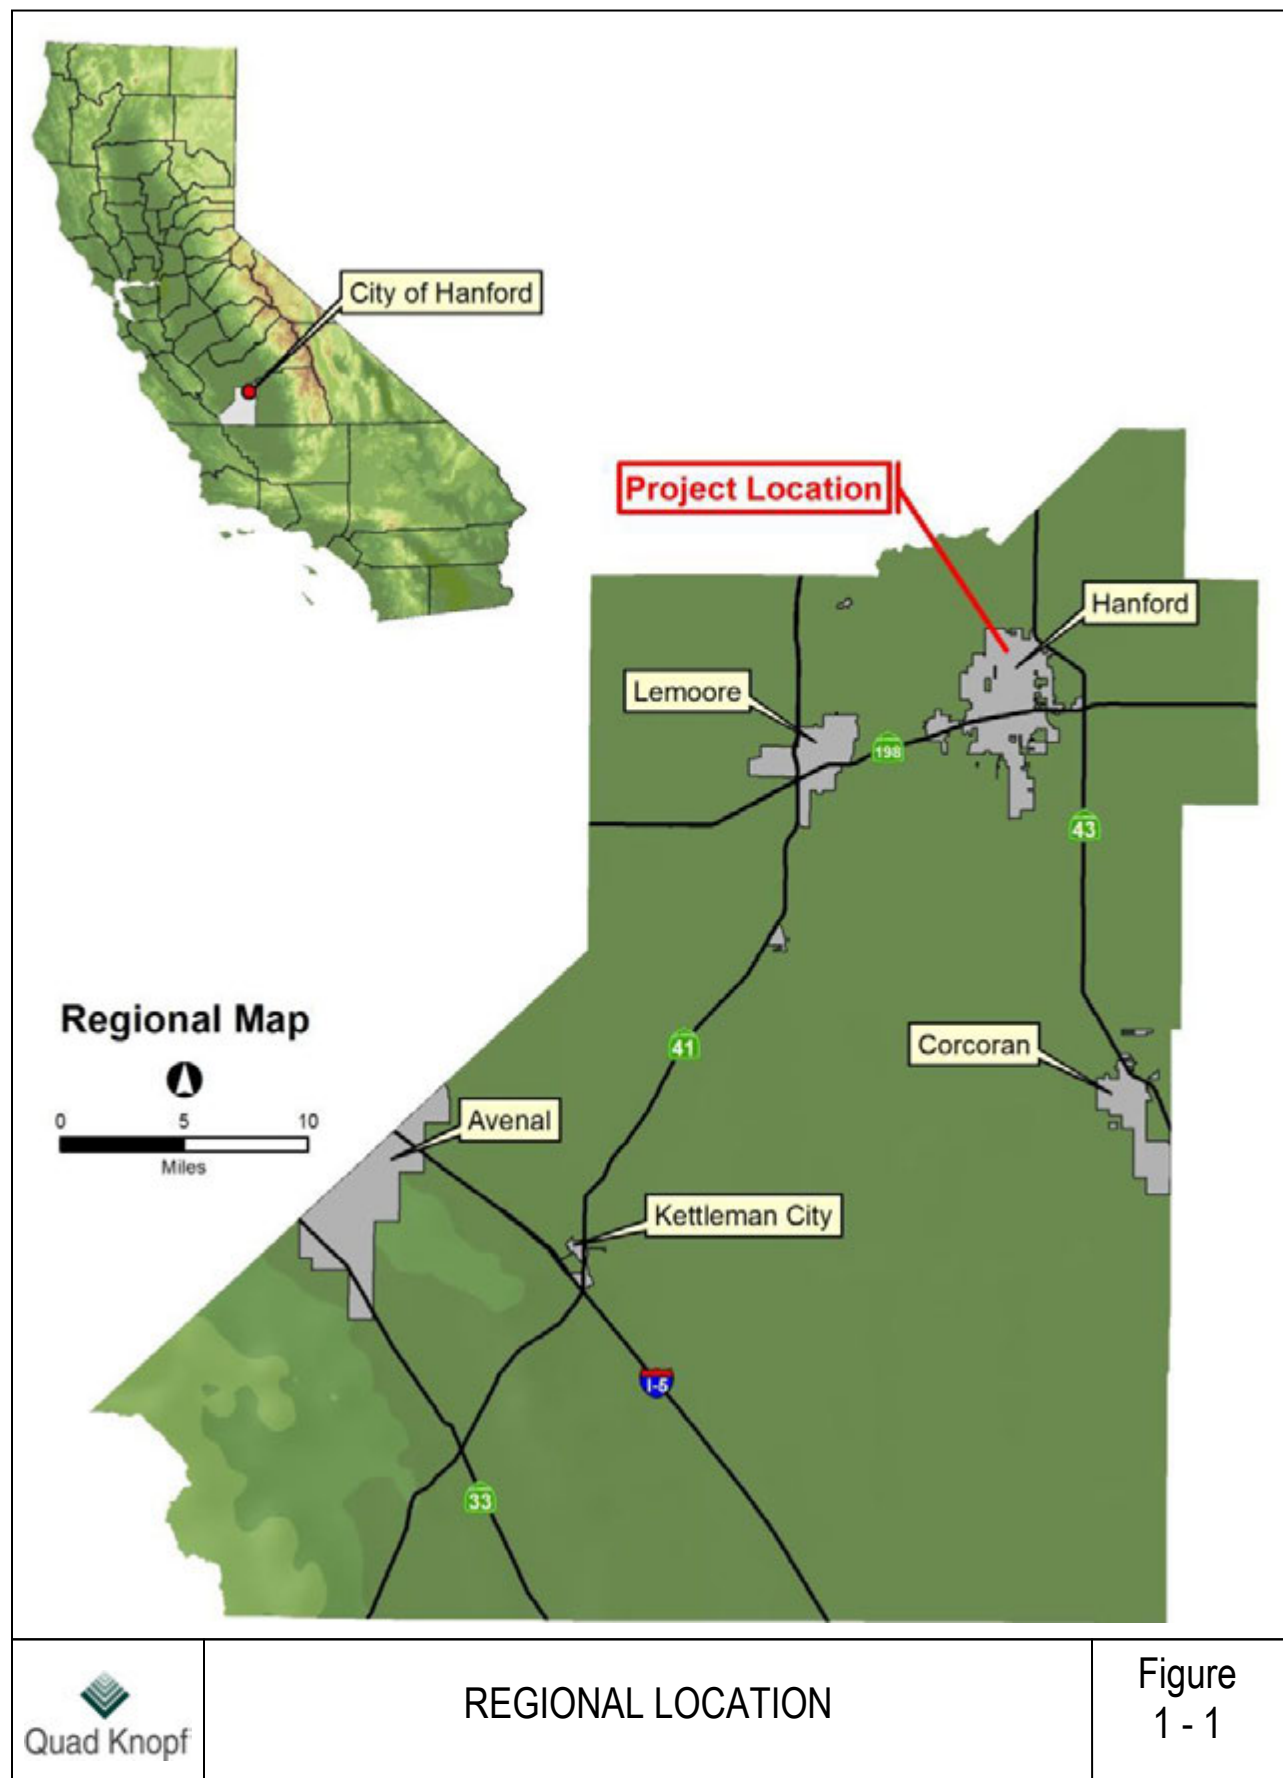 City of Hanford
Project Location
Hanford
Lemoore
198
43
Regional Map
41
Corcoran
0 5 10
Miles
Avenal
Kettleman City
I-5
33
Quad Knopf
REGIONAL LOCATION
Figure
1 - 1